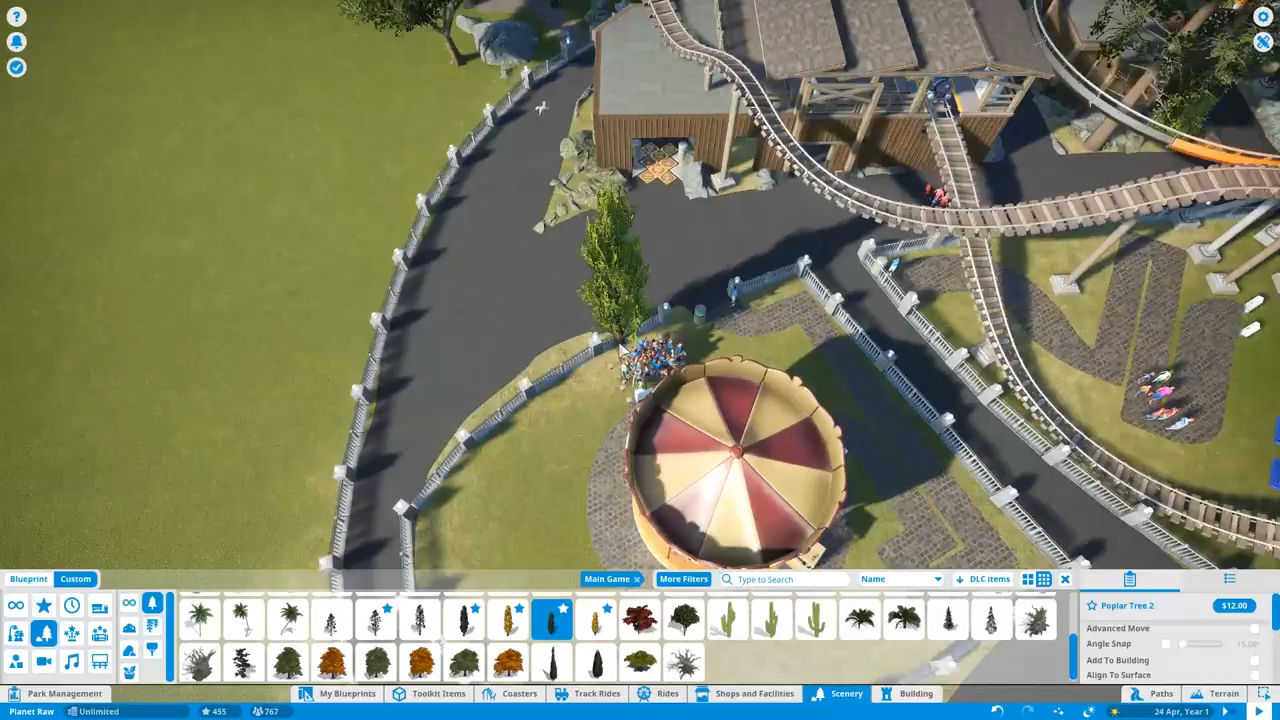 ?
Blueprint Custom Main Game × More Filters Type to Search Name DLC items
Poplar Tree 2 $12.00
Advanced Move
Angle Snap 15.00°
Add To Building
Align To Surface
Park Management My Blueprints Toolkit Items Coasters Track Rides Rides Shops and Facilities Scenery Building Paths Terrain
Planet Raw Unlimited 455 767 24 Apr, Year 1